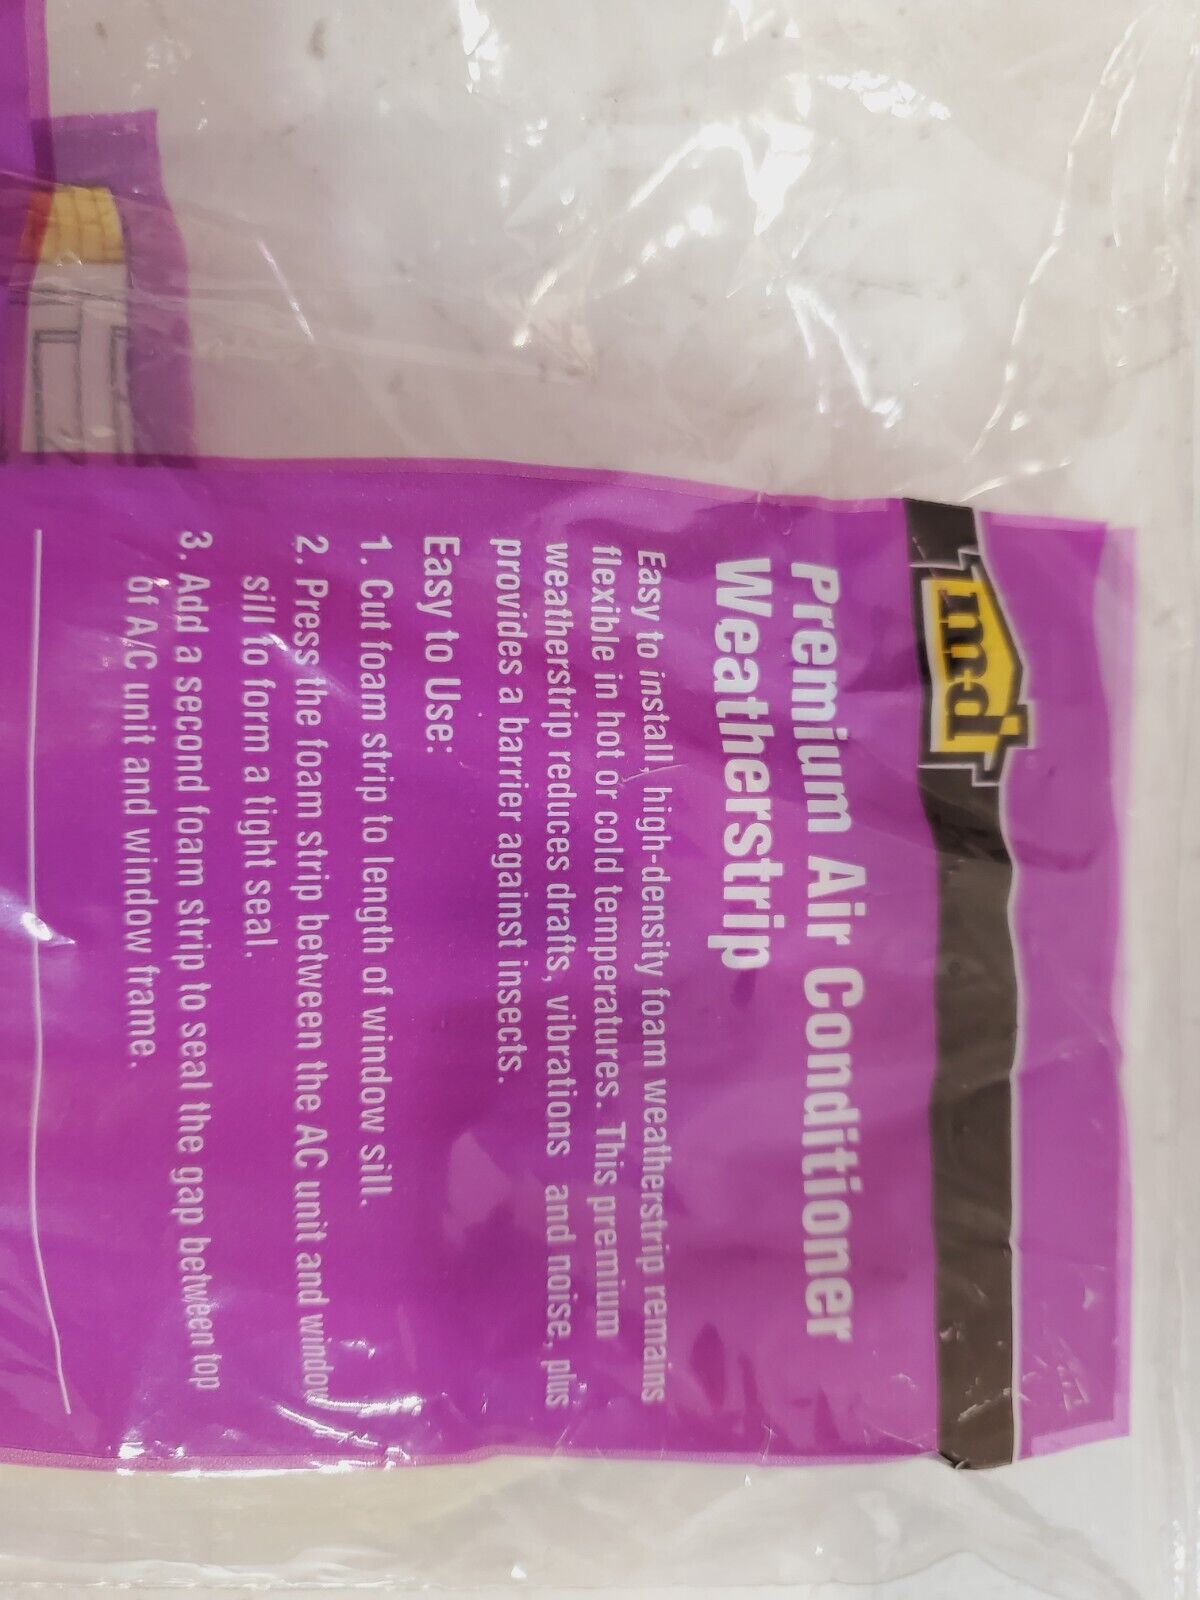 md
Premium Air Conditioner
Weatherstrip
Easy to install, high-density foam weatherstrip remains
flexible in hot or cold temperatures. This premium
weatherstrip reduces drafts, vibrations and noise, plus
provides a barrier against insects.
Easy to Use:
1. Cut foam strip to length of window sill.
2. Press the foam strip between the AC unit and window
sill to form a tight seal.
3. Add a second foam strip to seal the gap between top
of A/C unit and window frame.